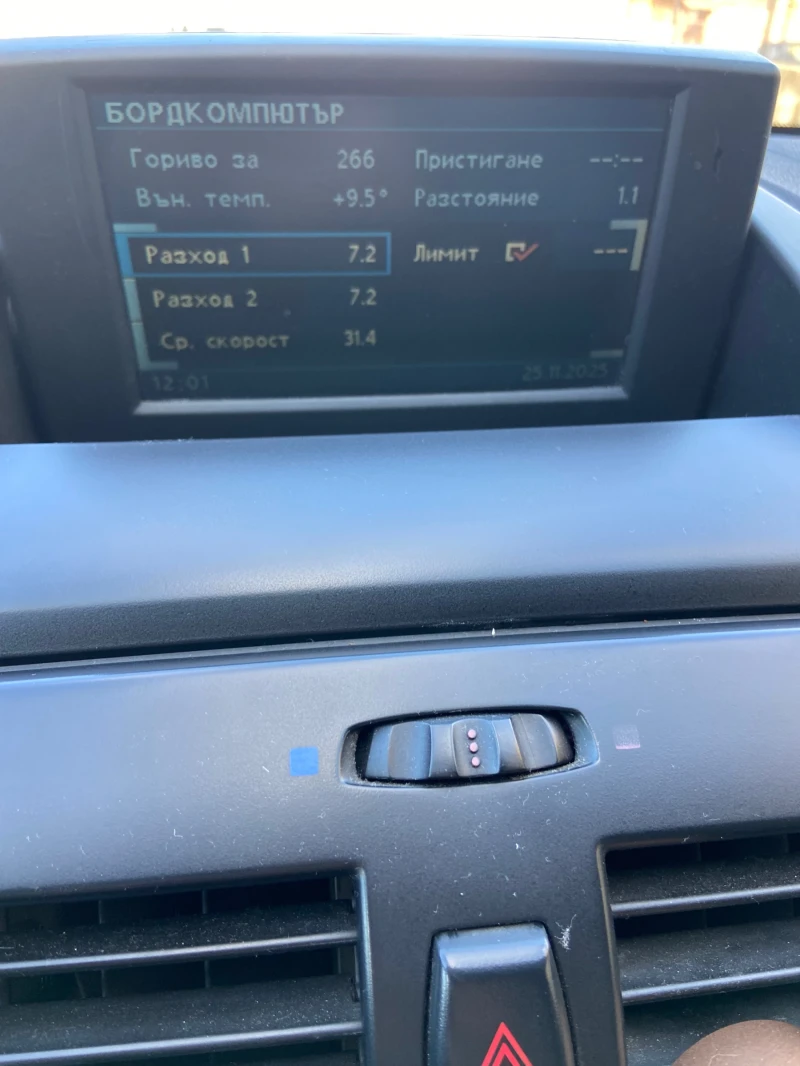 БОРДКОМПЮТЪР
Гориво за 266 Пристигане --:--
Вън. темп. +9.5° Разстояние 1.1
Разход 1 7.2 Лимит ---
Разход 2 7.2
Ср. скорост 31.4
12:01 25.11.2025